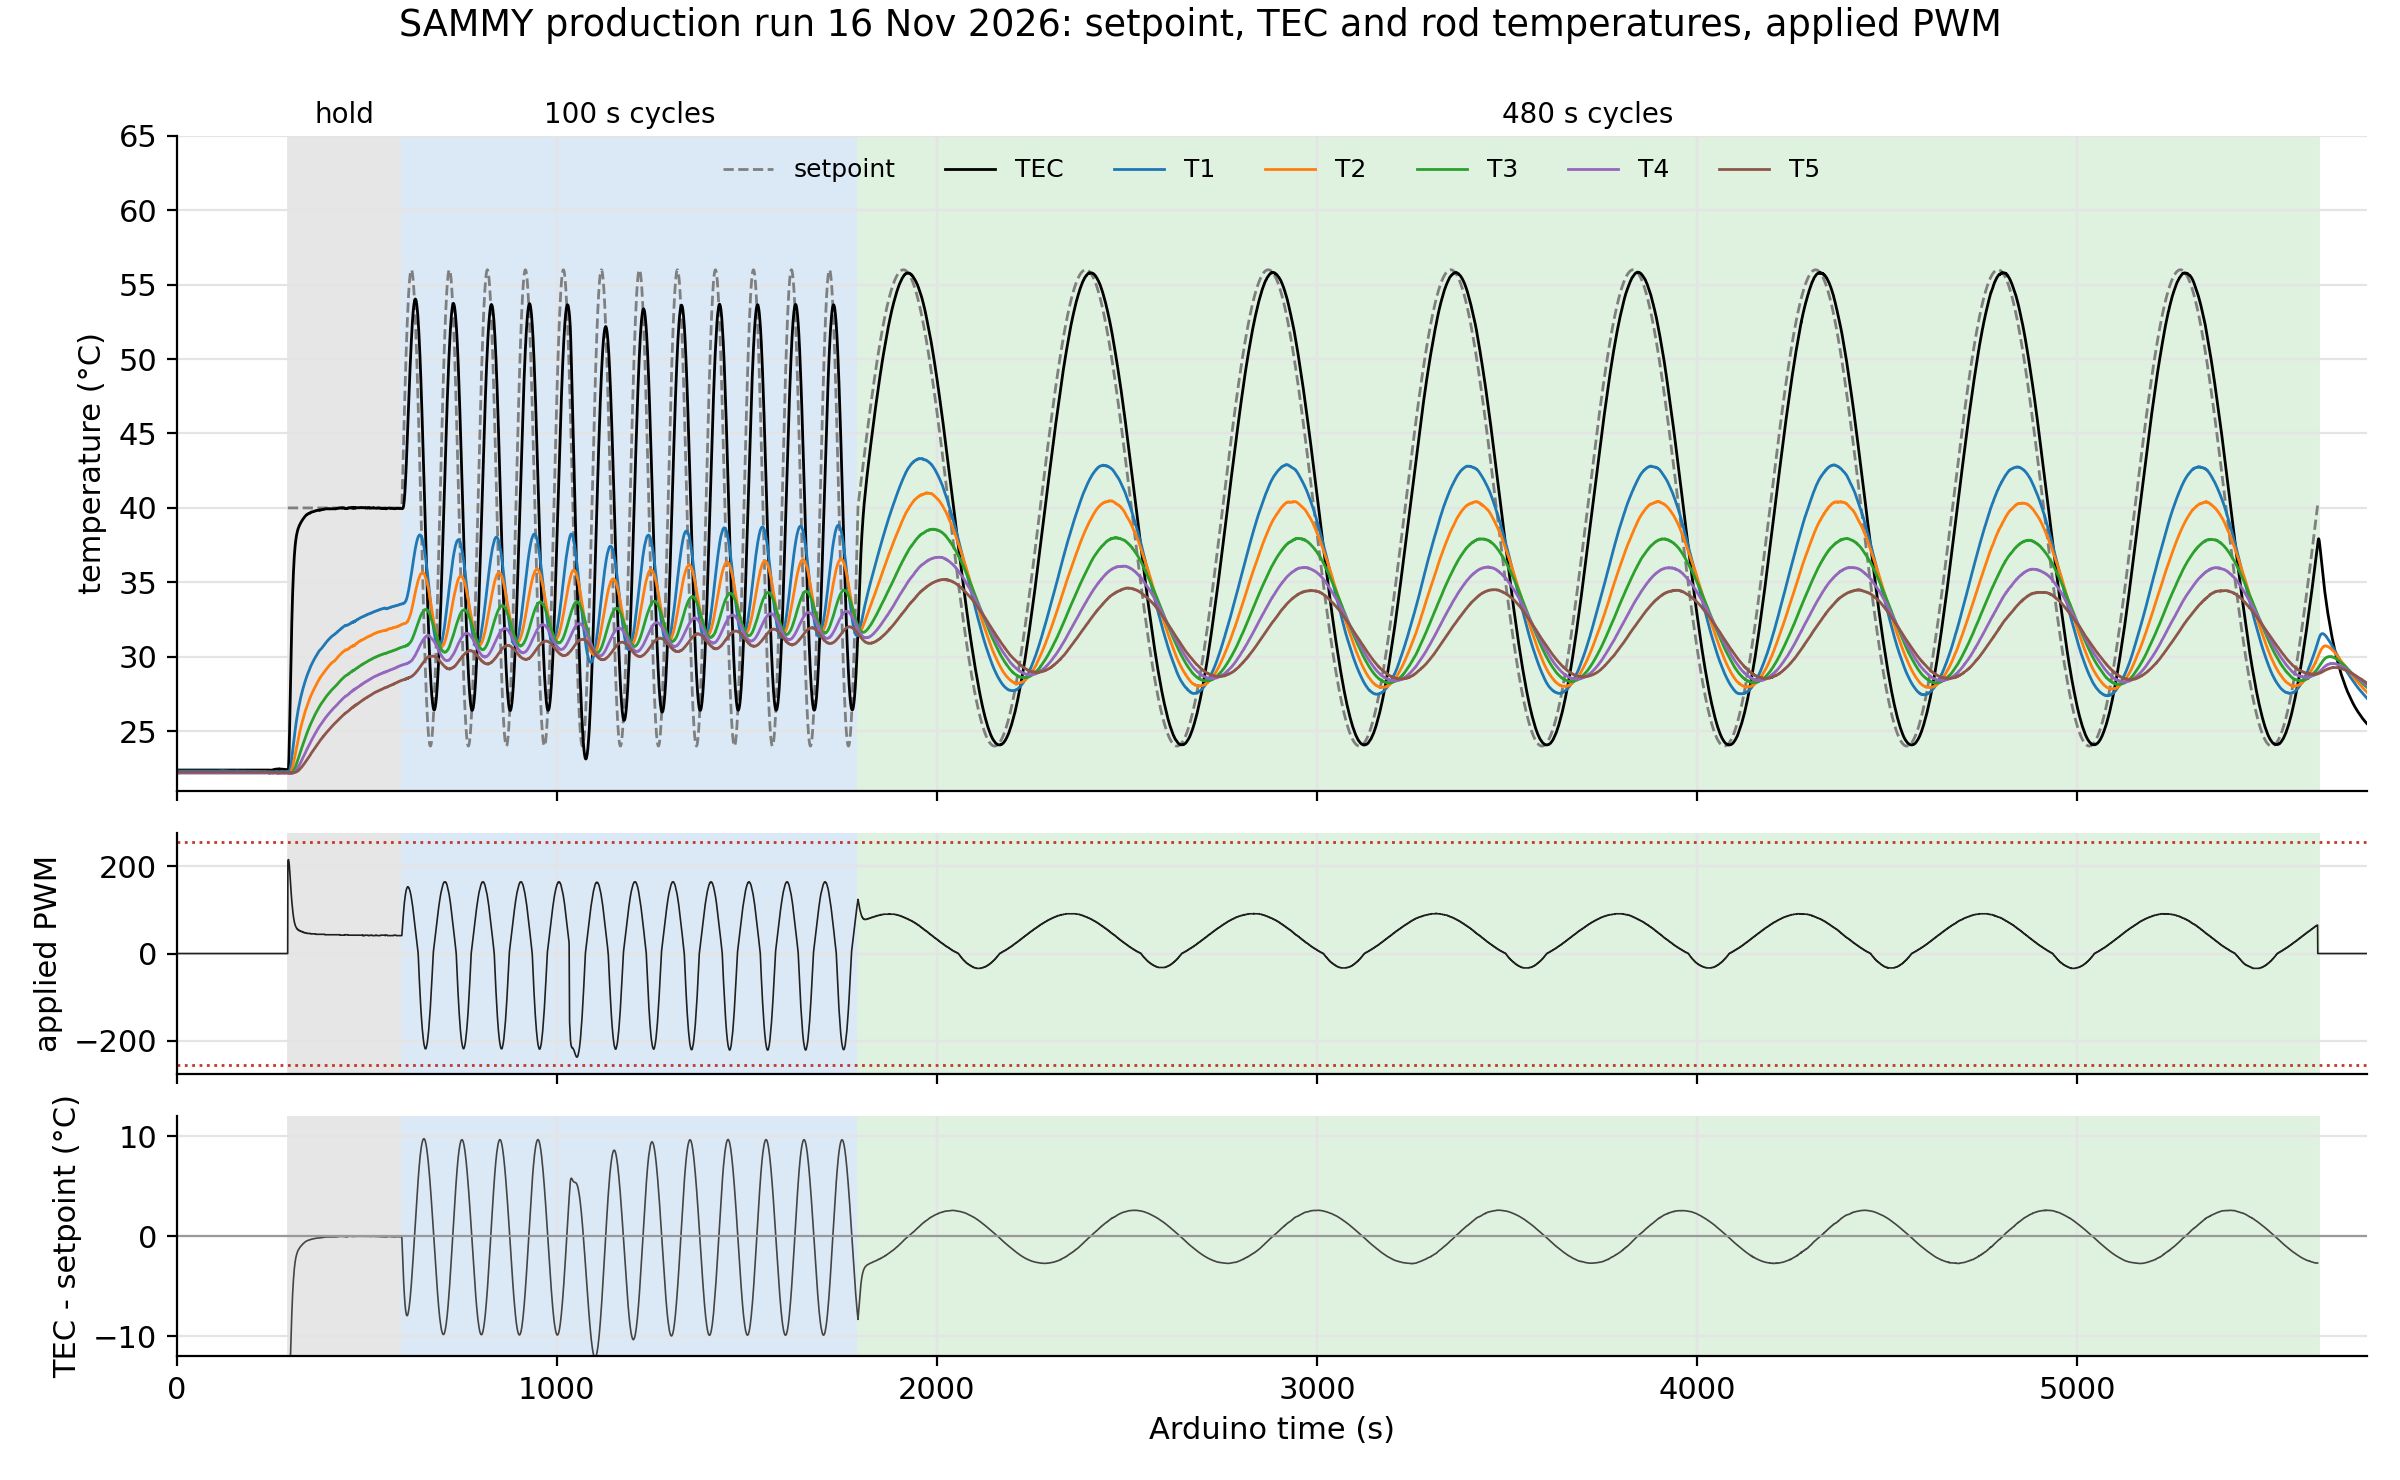 SAMMY production run 16 Nov 2026: setpoint, TEC and rod temperatures, applied PWM
hold
100 s cycles
480 s cycles
setpoint
TEC
T1
T2
T3
T4
T5
temperature (°C)
65
60
55
50
45
40
35
30
25
applied PWM
200
0
−200
TEC - setpoint (°C)
10
0
−10
0
1000
2000
3000
4000
5000
Arduino time (s)